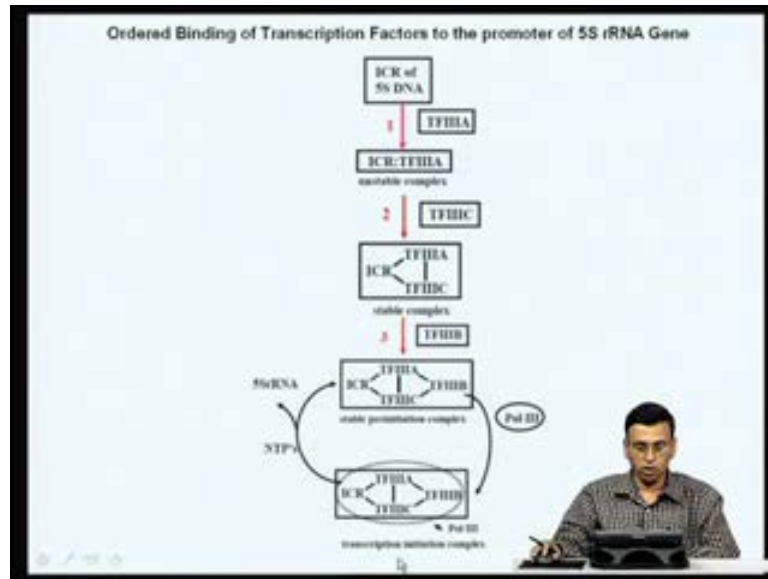 Ordered Binding of Transcription Factors to the promoter of 5S rRNA Gene
ICR of
5S DNA
1
TFIIIA
ICR:TFIIIA
unstable complex
2
TFIIIC
TFIIIA
ICR
TFIIIC
stable complex
3
TFIIIB
5SrRNA
TFIIIA
ICR
TFIIIB
TFIIIC
stable preinitiation complex
Pol III
NTP's
TFIIIA
ICR
TFIIIB
TFIIIC
Pol III
transcription initiation complex